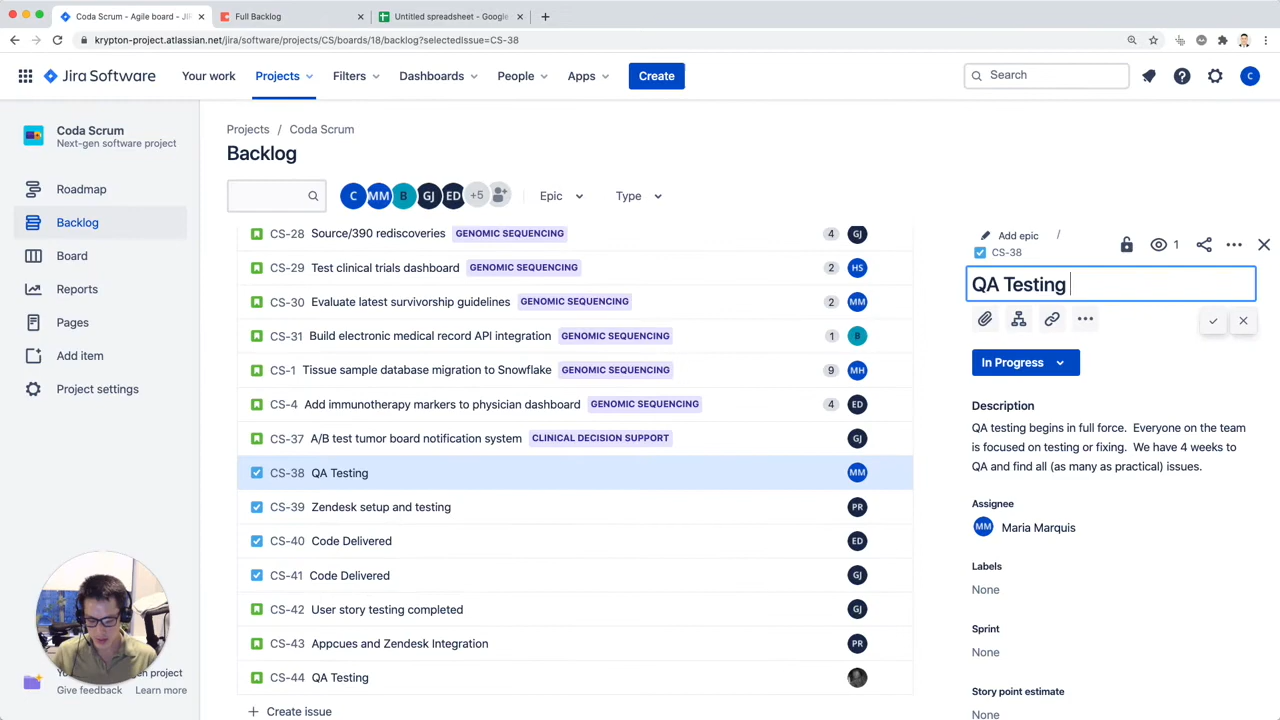 Coda Scrum - Agile board - JIR
Full Backlog
Untitled spreadsheet - Google
krypton-project.atlassian.net/jira/software/projects/CS/boards/18/backlog?selectedIssue=CS-38
Jira Software
Your work
Projects
Filters
Dashboards
People
Apps
Create
Search
C
Coda Scrum
Next-gen software project
Roadmap
Backlog
Board
Reports
Pages
Add item
Project settings
Give feedback
Learn more
Projects / Coda Scrum
Backlog
C MM B GJ ED +5
Epic
Type
CS-28 Source/390 rediscoveries GENOMIC SEQUENCING 4 GJ
CS-29 Test clinical trials dashboard GENOMIC SEQUENCING 2 HS
CS-30 Evaluate latest survivorship guidelines GENOMIC SEQUENCING 2 MM
CS-31 Build electronic medical record API integration GENOMIC SEQUENCING 1 B
CS-1 Tissue sample database migration to Snowflake GENOMIC SEQUENCING 9 MH
CS-4 Add immunotherapy markers to physician dashboard GENOMIC SEQUENCING 4 ED
CS-37 A/B test tumor board notification system CLINICAL DECISION SUPPORT GJ
CS-38 QA Testing MM
CS-39 Zendesk setup and testing PR
CS-40 Code Delivered ED
CS-41 Code Delivered GJ
CS-42 User story testing completed GJ
CS-43 Appcues and Zendesk Integration PR
CS-44 QA Testing
+ Create issue
Add epic /
CS-38
1
QA Testing
In Progress
Description
QA testing begins in full force. Everyone on the team
is focused on testing or fixing. We have 4 weeks to
QA and find all (as many as practical) issues.
Assignee
MM Maria Marquis
Labels
None
Sprint
None
Story point estimate
None